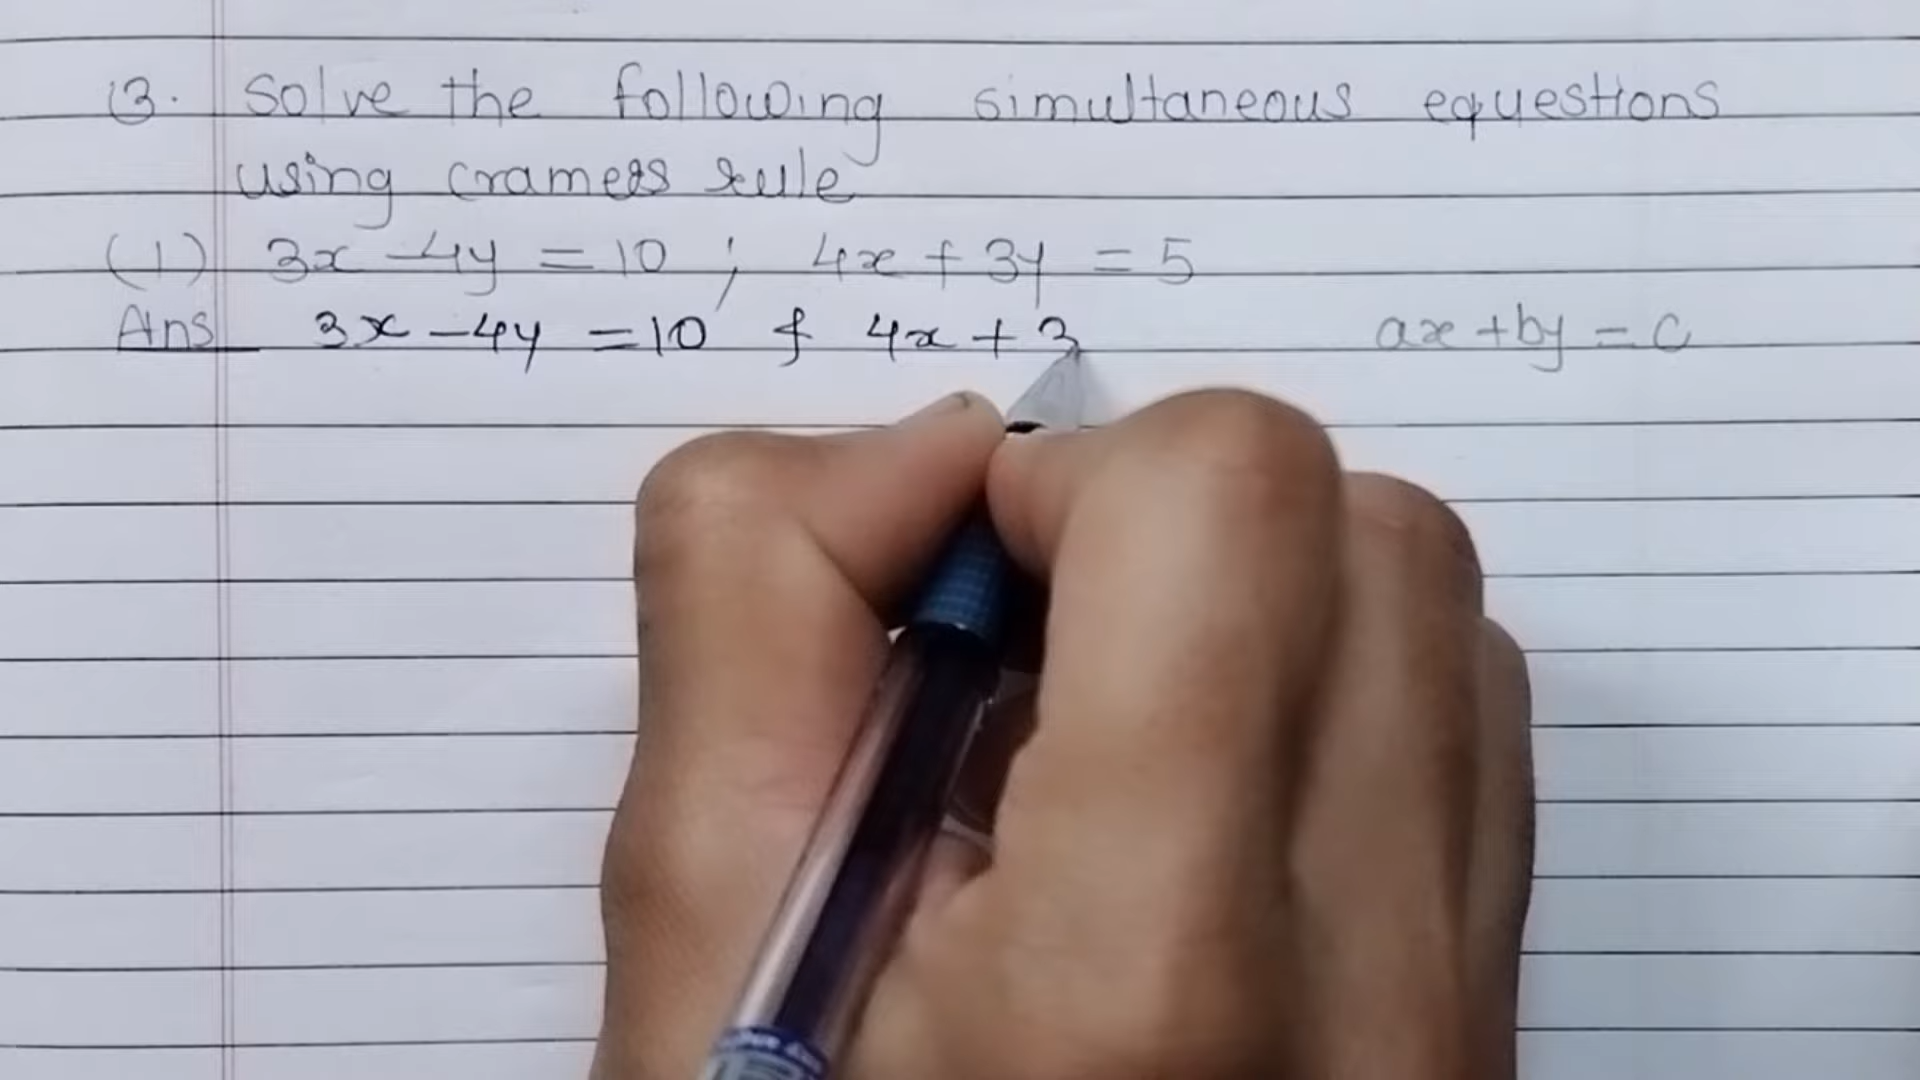 (3. Solve the following simultaneous equestions
using cramers rule
(1) 3x - 4y = 10 ; 4x + 3y = 5
Ans 3x - 4y = 10 & 4x + 3 ax + by = c